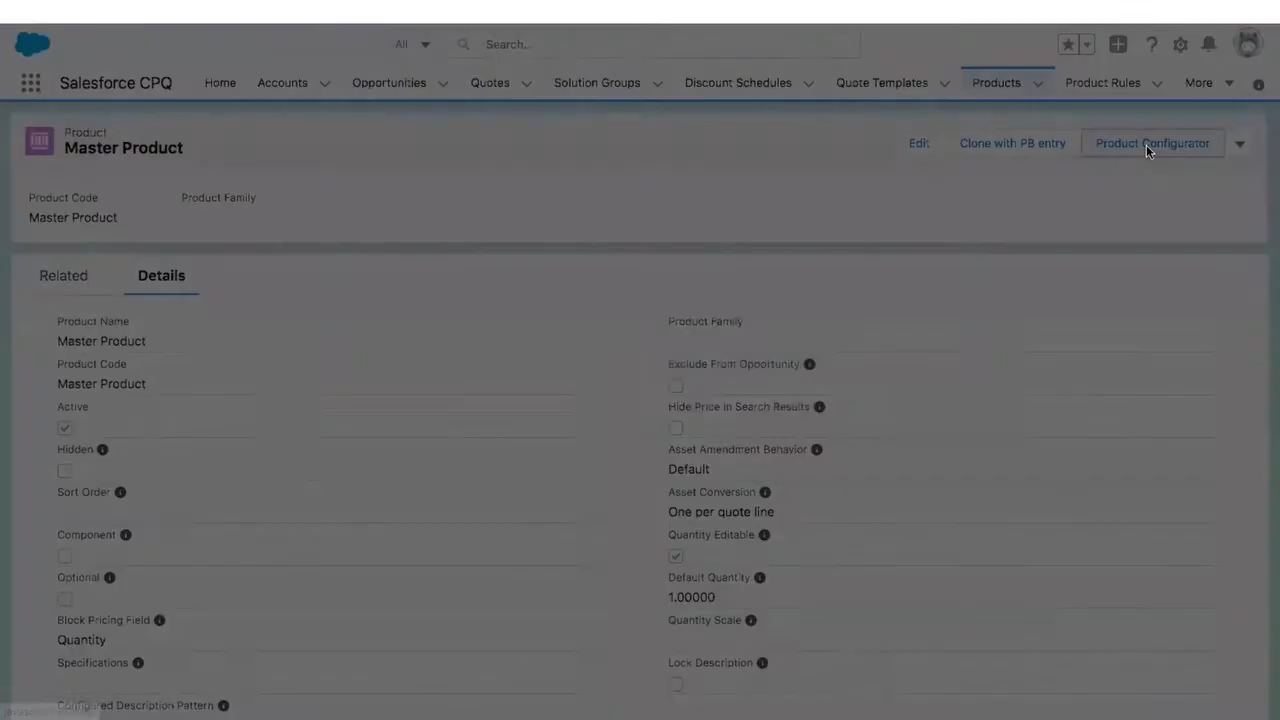 All
Search...
Salesforce CPQ Home Accounts Opportunities Quotes Solution Groups Discount Schedules Quote Templates Products Product Rules More
Product
Master Product
Edit Clone with PB entry Product Configurator
Product Code Product Family
Master Product
Related Details
Product Name Product Family
Master Product
Product Code Exclude From Opportunity
Master Product
Active Hide Price in Search Results
Hidden Asset Amendment Behavior
Default
Sort Order Asset Conversion
One per quote line
Component Quantity Editable
Optional Default Quantity
1.00000
Block Pricing Field Quantity Scale
Quantity
Specifications Lock Description
Configured Description Pattern